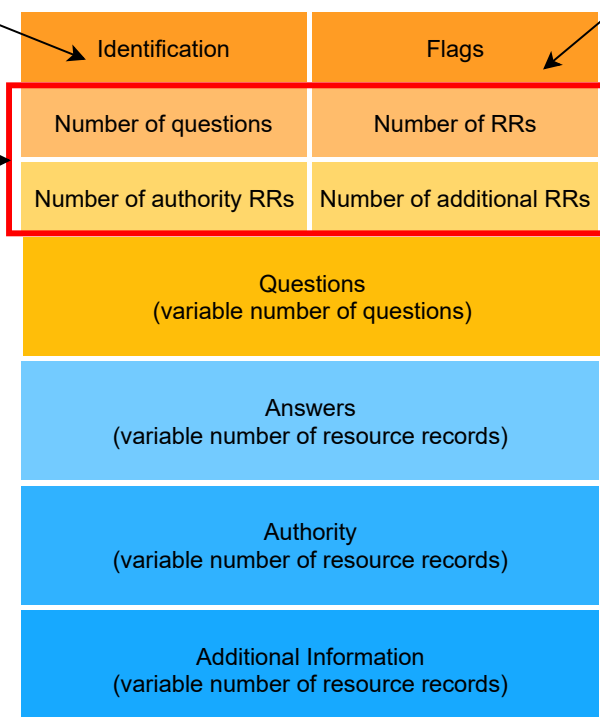 Identification
Flags
Number of questions
Number of RRs
Number of authority RRs
Number of additional RRs
Questions
(variable number of questions)
Answers
(variable number of resource records)
Authority
(variable number of resource records)
Additional Information
(variable number of resource records)